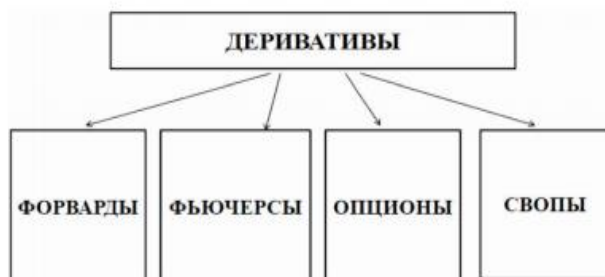 ДЕРИВАТИВЫ
ФОРВАРДЫ
ФЬЮЧЕРСЫ
ОПЦИОНЫ
СВОПЫ